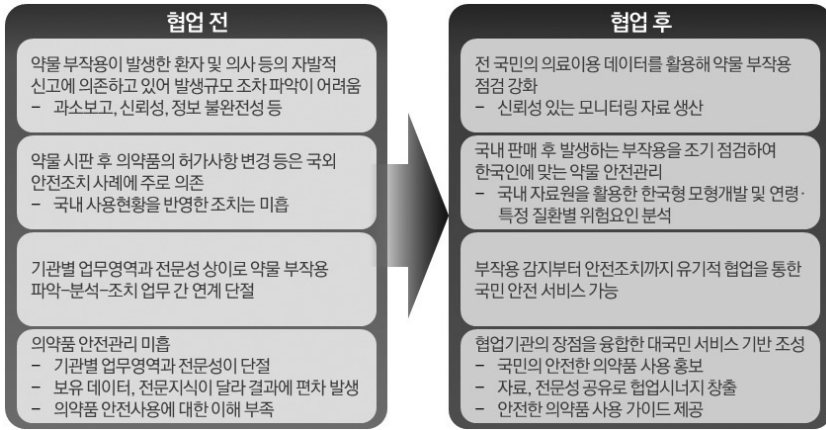 협업 전
약물 부작용이 발생한 환자 및 의사 등의 자발적
신고에 의존하고 있어 발생규모 조차 파악이 어려움
- 과소보고, 신뢰성, 정보 불완전성 등
약물 시판 후 의약품의 허가사항 변경 등은 국외
안전조치 사례에 주로 의존
- 국내 사용현황을 반영한 조치는 미흡
기관별 업무영역과 전문성 상이로 약물 부작용
파악-분석-조치 업무 간 연계 단절
의약품 안전관리 미흡
- 기관별 업무영역과 전문성이 단절
- 보유 데이터, 전문지식이 달라 결과에 편차 발생
- 의약품 안전사용에 대한 이해 부족
협업 후
전 국민의 의료이용 데이터를 활용해 약물 부작용
점검 강화
- 신뢰성 있는 모니터링 자료 생산
국내 판매 후 발생하는 부작용을 조기 점검하여
한국인에 맞는 약물 안전관리
- 국내 자료원을 활용한 한국형 모형개발 및 연령·
특정 질환별 위험요인 분석
부작용 감지부터 안전조치까지 유기적 협업을 통한
국민 안전 서비스 가능
협업기관의 장점을 융합한 대국민 서비스 기반 조성
- 국민의 안전한 의약품 사용 홍보
- 자료, 전문성 공유로 협업시너지 창출
- 안전한 의약품 사용 가이드 제공